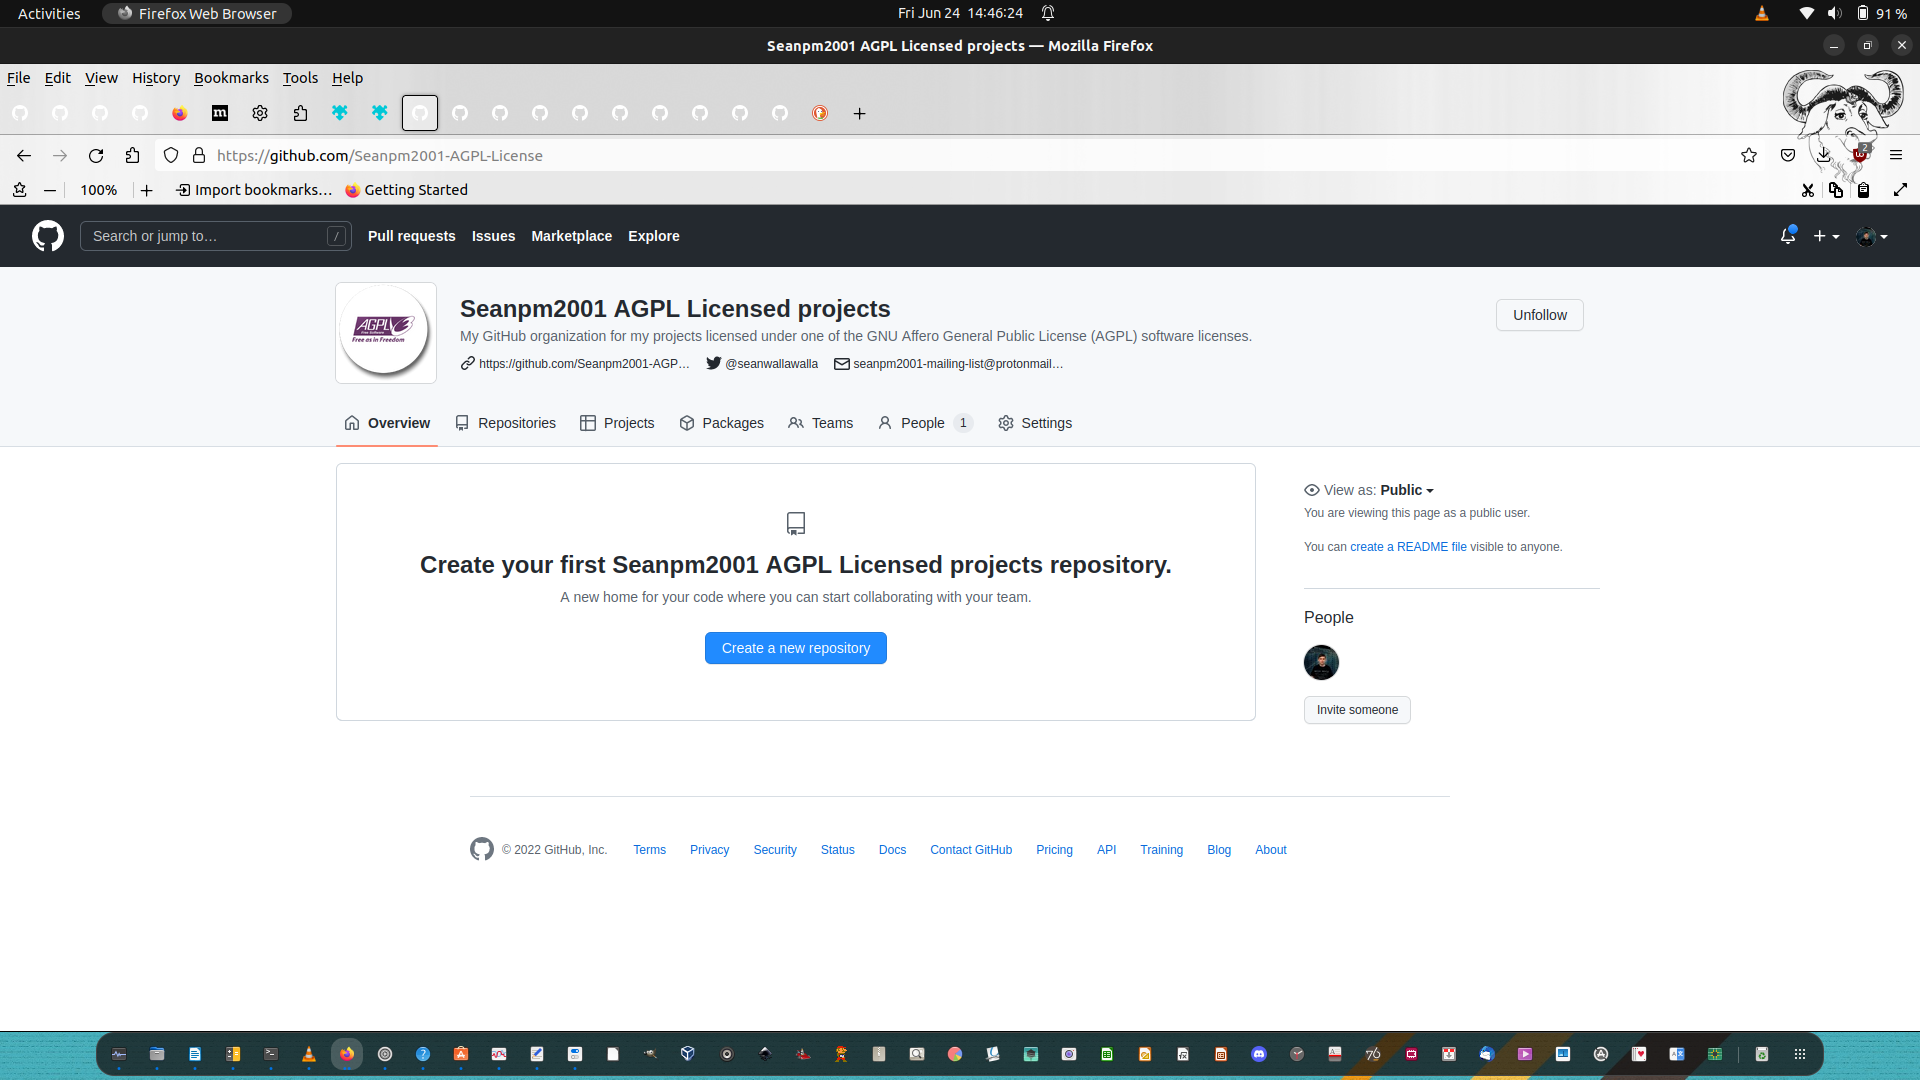 Activities
Firefox Web Browser
Fri Jun 24 14:46:24
91 %
Seanpm2001 AGPL Licensed projects — Mozilla Firefox
File Edit View History Bookmarks Tools Help
m
https://github.com/Seanpm2001-AGPL-License
2
100%
Import bookmarks…
Getting Started
Search or jump to…
/
Pull requests Issues Marketplace Explore
AGPL 3
Free Software
Free as in Freedom
Seanpm2001 AGPL Licensed projects
My GitHub organization for my projects licensed under one of the GNU Affero General Public License (AGPL) software licenses.
https://github.com/Seanpm2001-AGP…
@seanwallawalla
seanpm2001-mailing-list@protonmail…
Unfollow
Overview
Repositories
Projects
Packages
Teams
People 1
Settings
Create your first Seanpm2001 AGPL Licensed projects repository.
A new home for your code where you can start collaborating with your team.
Create a new repository
View as: Public
You are viewing this page as a public user.
You can create a README file visible to anyone.
People
Invite someone
© 2022 GitHub, Inc. Terms Privacy Security Status Docs Contact GitHub Pricing API Training Blog About
76